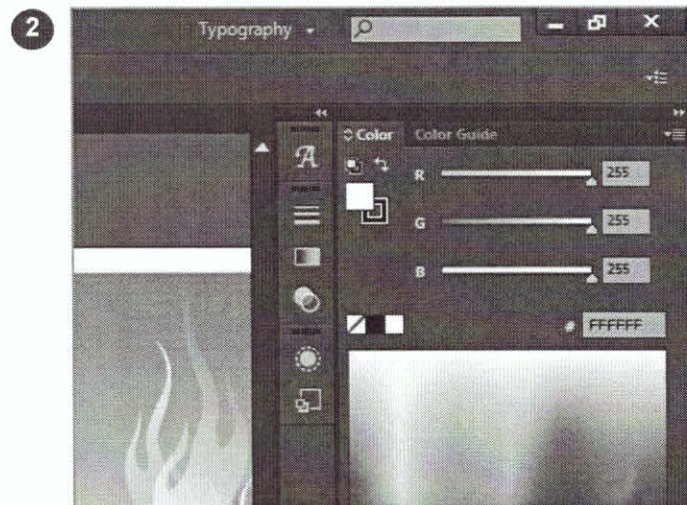 2
Typography
Color Color Guide
R 255
G 255
B 255
# FFFFFF